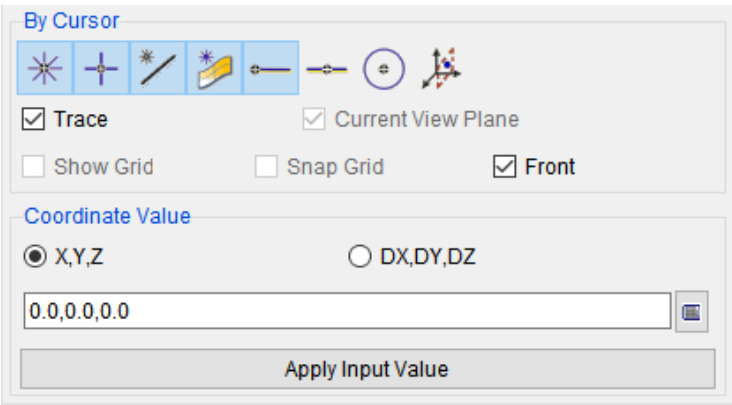 By Cursor
Trace Current View Plane
Show Grid Snap Grid Front
Coordinate Value
X,Y,Z DX,DY,DZ
0.0,0.0,0.0
Apply Input Value